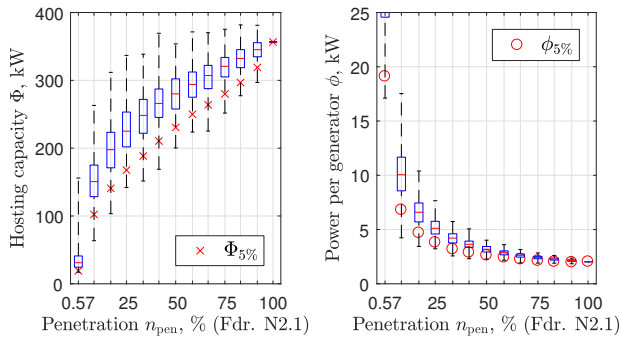 400
300
200
100
0
Hosting capacity Φ, kW
Φ5%
0.57 25 50 75 100
Penetration npen, % (Fdr. N2.1)
25
20
15
10
5
0
Power per generator ϕ, kW
ϕ5%
0.57 25 50 75 100
Penetration npen, % (Fdr. N2.1)